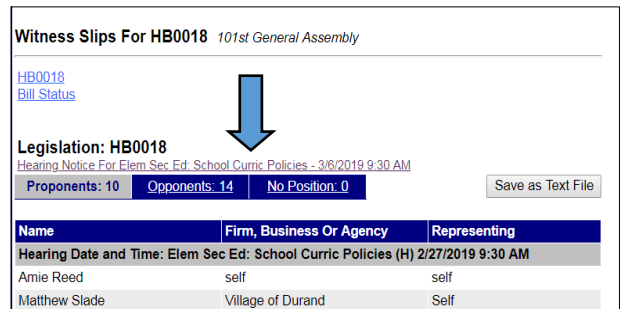 Witness Slips For HB0018 101st General Assembly
HB0018
Bill Status
Legislation: HB0018
Hearing Notice For Elem Sec Ed: School Curric Policies - 3/6/2019 9:30 AM
Proponents: 10 Opponents: 14 No Position: 0 Save as Text File
Name Firm, Business Or Agency Representing
Hearing Date and Time: Elem Sec Ed: School Curric Policies (H) 2/27/2019 9:30 AM
Amie Reed self self
Matthew Slade Village of Durand Self